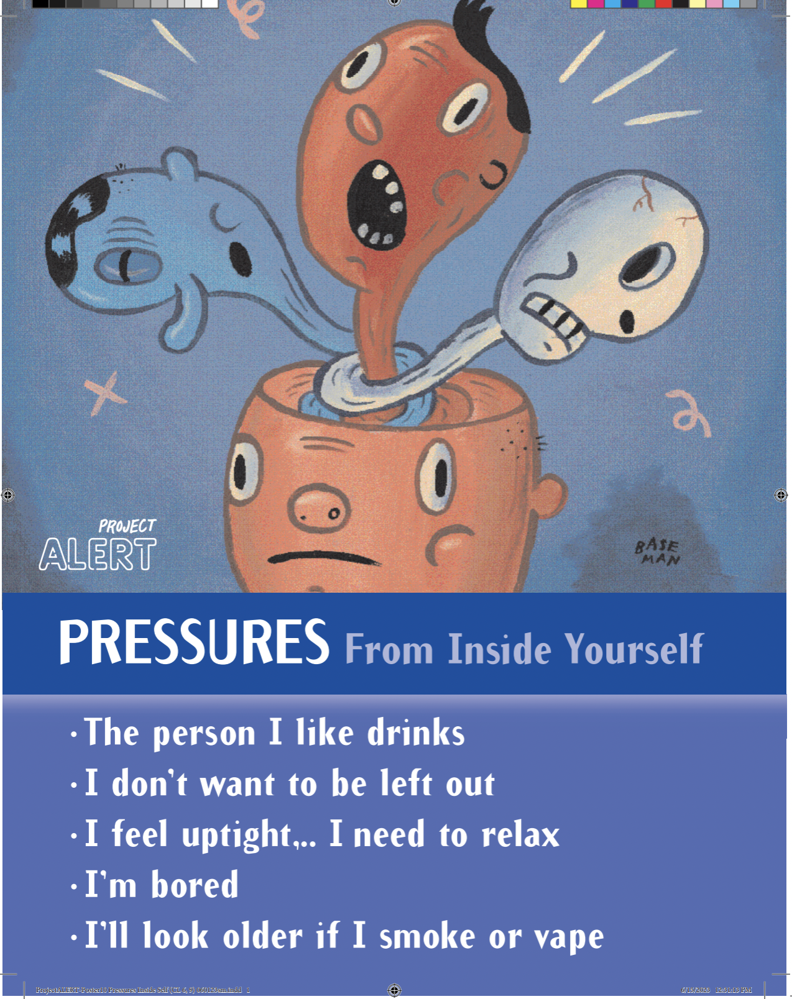 PROJECT
ALERT
BASE
MAN
PRESSURES From Inside Yourself
· The person I like drinks
· I don't want to be left out
· I feel uptight,.. I need to relax
· I'm bored
· I'll look older if I smoke or vape
ProjectALERT-Poster10 Pressures Inside Self (CL 6, 9) 060123sm.indd 1
6/15/2023 12:31:13 PM